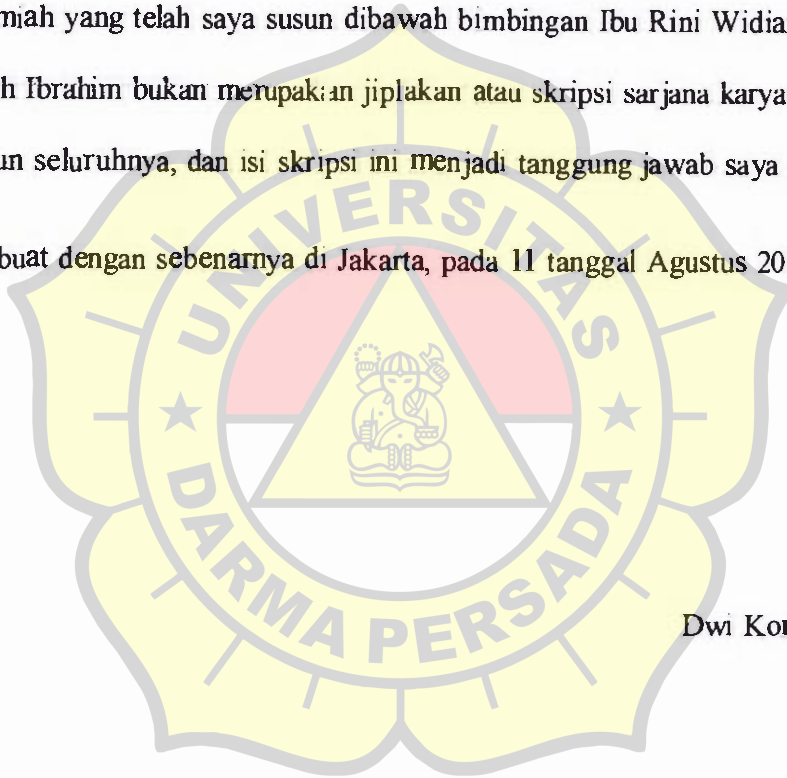 miah yang telah saya susun dibawah bimbingan Ibu Rini Widia
h Ibrahim bukan merupakan jiplakan atau skripsi sarjana karya
un seluruhnya, dan isi skripsi ini menjadi tanggung jawab saya
buat dengan sebenarnya di Jakarta, pada 11 tanggal Agustus 20
UNIVERSITAS
DARMA PERSADA
Dwi Kor